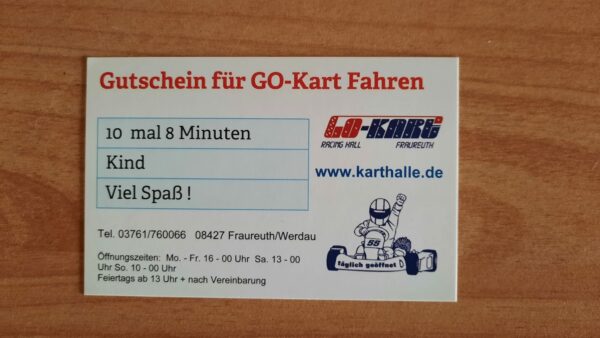 Gutschein für GO-Kart Fahren
10 mal 8 Minuten
Kind
Viel Spaß !
LO-KART
RACING HALL FRAUREUTH
www.karthalle.de
Tel. 03761/760066 08427 Fraureuth/Werdau
Öffnungszeiten: Mo. - Fr. 16 - 00 Uhr Sa. 13 - 00
Uhr So. 10 - 00 Uhr
Feiertags ab 13 Uhr + nach Vereinbarung
55
täglich geöffnet